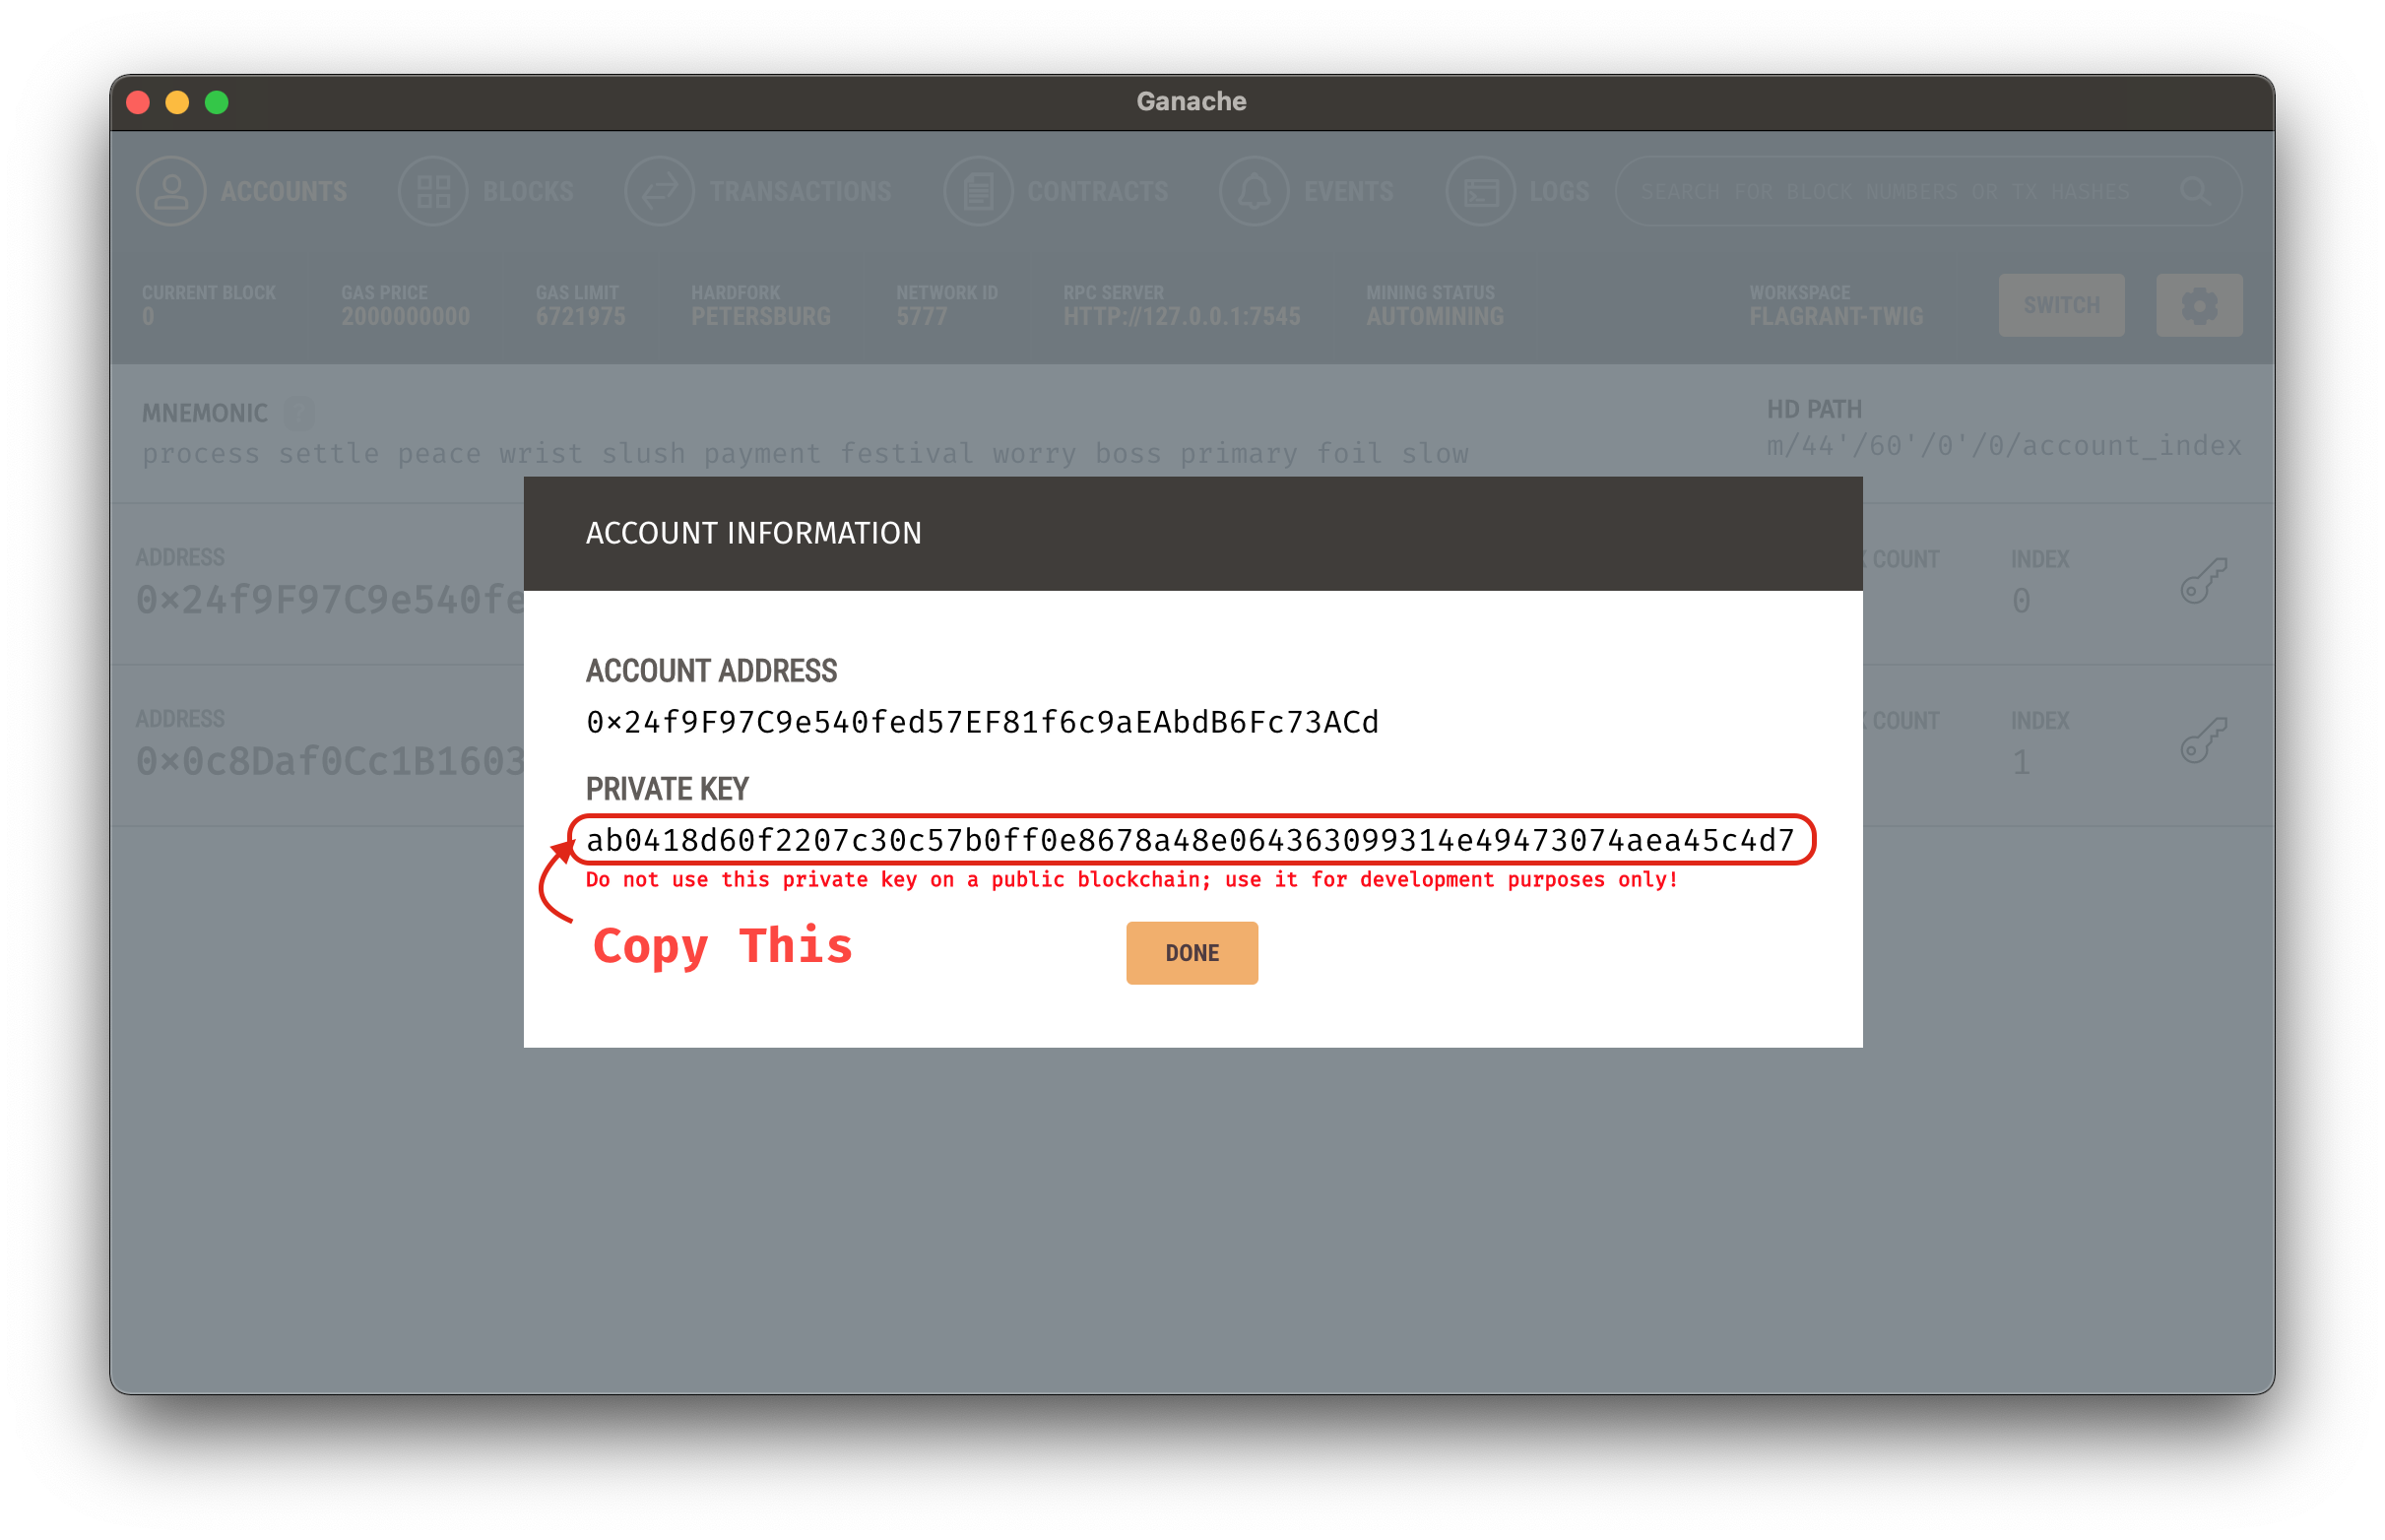 Ganache
ACCOUNTS BLOCKS TRANSACTIONS CONTRACTS EVENTS LOGS SEARCH FOR BLOCK NUMBERS OR TX HASHES
CURRENT BLOCK GAS PRICE GAS LIMIT HARDFORK NETWORK ID RPC SERVER MINING STATUS WORKSPACE
0 2000000000 6721975 PETERSBURG 5777 HTTP://127.0.0.1:7545 AUTOMINING FLAGRANT-TWIG SWITCH
MNEMONIC ? HD PATH
process settle peace wrist slush payment festival worry boss primary foil slow m/44'/60'/0'/0/account_index
ACCOUNT INFORMATION
ADDRESS COUNT INDEX
0×24f9F97C9e540fe 0
ACCOUNT ADDRESS
0×24f9F97C9e540fed57EF81f6c9aEAbdB6Fc73ACd
ADDRESS COUNT INDEX
0×0c8Daf0Cc1B1603 1
PRIVATE KEY
ab0418d60f2207c30c57b0ff0e8678a48e064363099314e49473074aea45c4d7
Do not use this private key on a public blockchain; use it for development purposes only!
Copy This
DONE